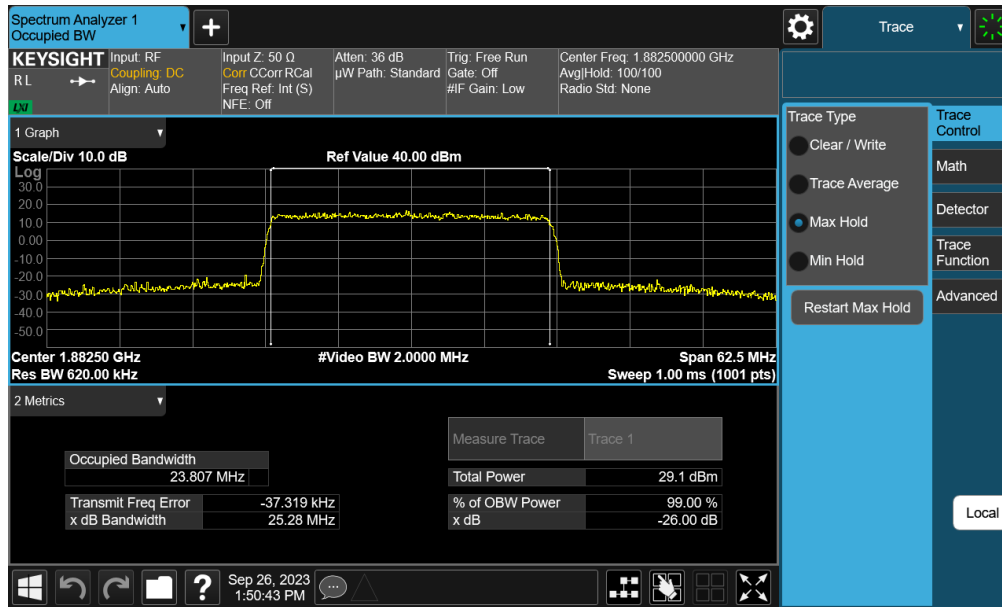 Spectrum Analyzer 1
Occupied BW
Trace
KEYSIGHT
R L
LXI
Input: RF
Coupling: DC
Align: Auto
Input Z: 50 Ω
Corr CCorr RCal
Freq Ref: Int (S)
NFE: Off
Atten: 36 dB
µW Path: Standard
Trig: Free Run
Gate: Off
#IF Gain: Low
Center Freq: 1.882500000 GHz
Avg|Hold: 100/100
Radio Std: None
1 Graph
Scale/Div 10.0 dB
Ref Value 40.00 dBm
Log
30.0
20.0
10.0
0.00
-10.0
-20.0
-30.0
-40.0
-50.0
Center 1.88250 GHz
#Video BW 2.0000 MHz
Span 62.5 MHz
Res BW 620.00 kHz
Sweep 1.00 ms (1001 pts)
2 Metrics
Measure Trace
Trace 1
Occupied Bandwidth
23.807 MHz
Total Power
29.1 dBm
Transmit Freq Error
-37.319 kHz
% of OBW Power
99.00 %
x dB Bandwidth
25.28 MHz
x dB
-26.00 dB
Trace Type
Clear / Write
Trace Average
Max Hold
Min Hold
Restart Max Hold
Trace
Control
Math
Detector
Trace
Function
Advanced
Local
?
Sep 26, 2023
1:50:43 PM